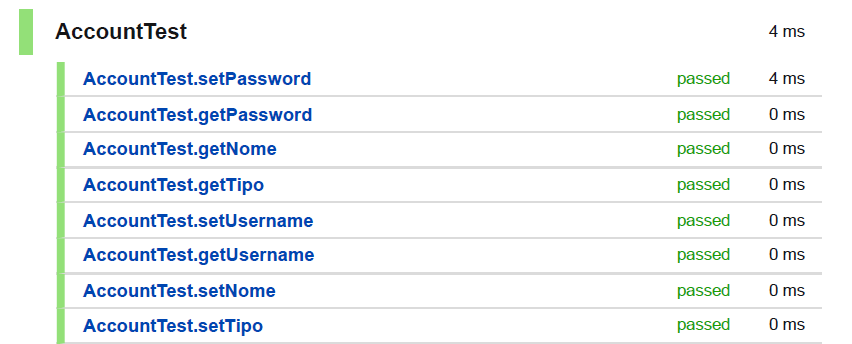 AccountTest 4 ms
AccountTest.setPassword passed 4 ms
AccountTest.getPassword passed 0 ms
AccountTest.getNome passed 0 ms
AccountTest.getTipo passed 0 ms
AccountTest.setUsername passed 0 ms
AccountTest.getUsername passed 0 ms
AccountTest.setNome passed 0 ms
AccountTest.setTipo passed 0 ms